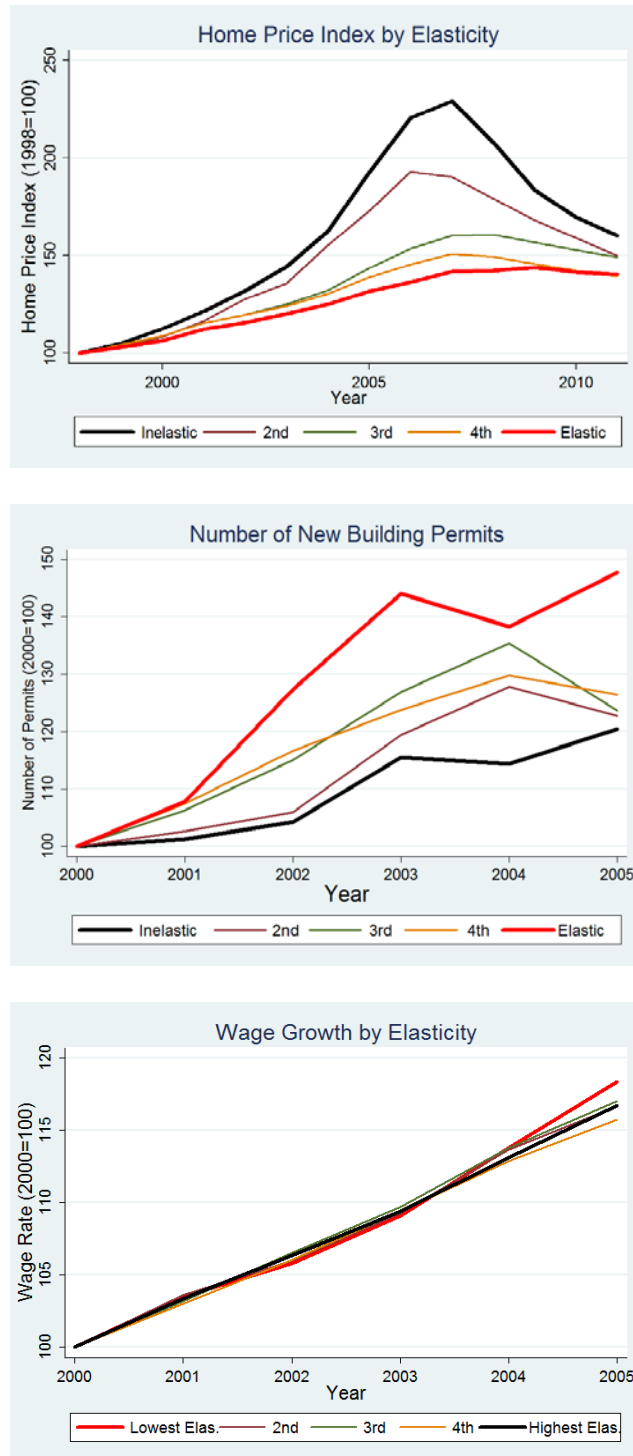 Home Price Index by Elasticity
Home Price Index (1998=100)
250
200
150
100
2000 2005 2010
Year
Inelastic 2nd 3rd 4th Elastic
Number of New Building Permits
Number of Permits (2000=100)
150
140
130
120
110
100
2000 2001 2002 2003 2004 2005
Year
Inelastic 2nd 3rd 4th Elastic
Wage Growth by Elasticity
Wage Rate (2000=100)
120
115
110
105
100
2000 2001 2002 2003 2004 2005
Year
Lowest Elas. 2nd 3rd 4th Highest Elas.